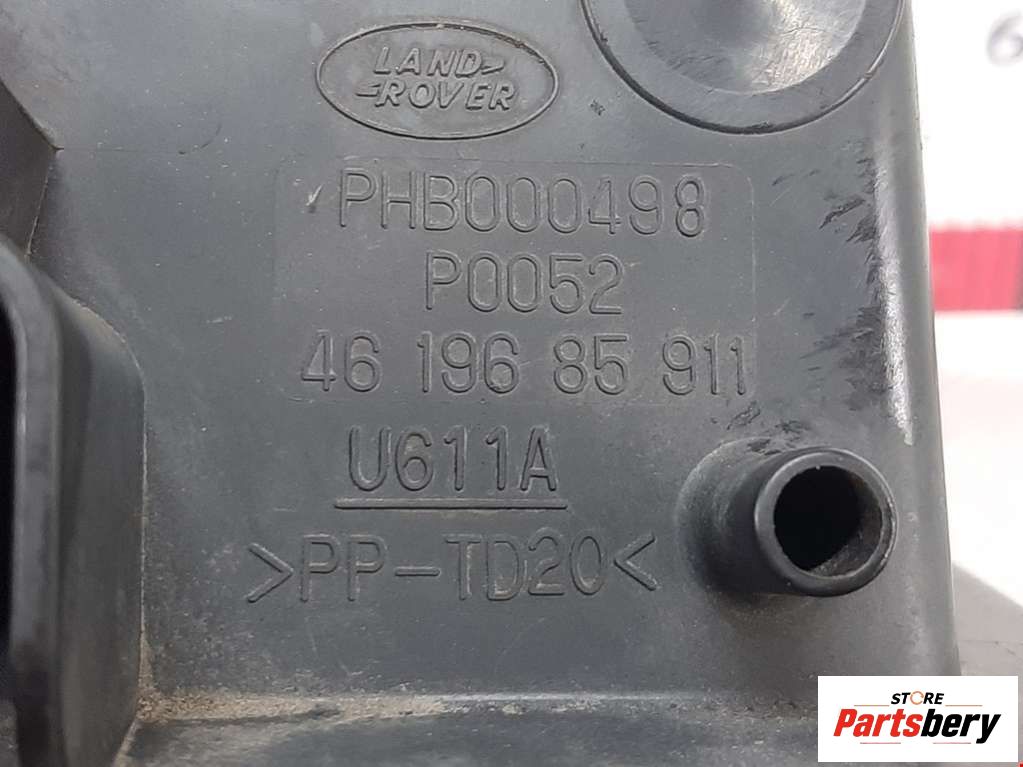 LAND
ROVER
PHB000498
P0052
46 196 85 911
U611A
>PP-TD20<
STORE
Partsbery